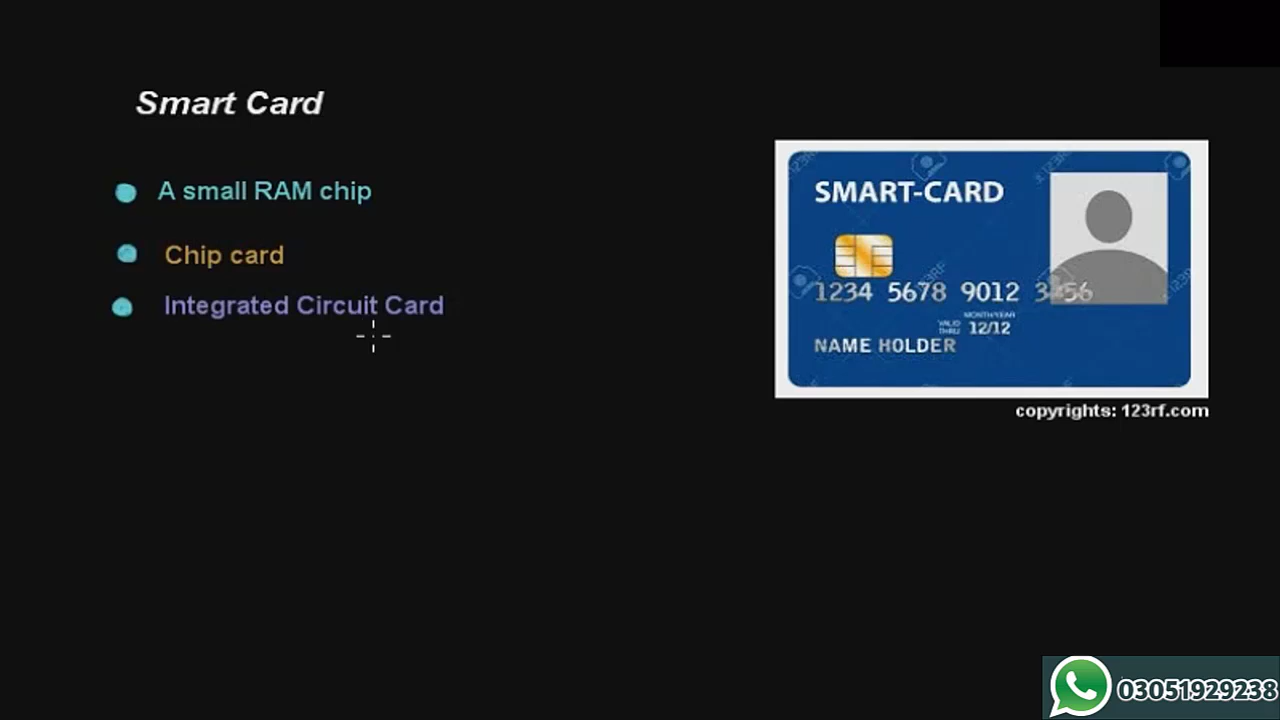 Smart Card
A small RAM chip
Chip card
Integrated Circuit Card
SMART-CARD
1234 5678 9012 3456
MONTH/YEAR
VALID THRU 12/12
NAME HOLDER
copyrights: 123rf.com
03051929238